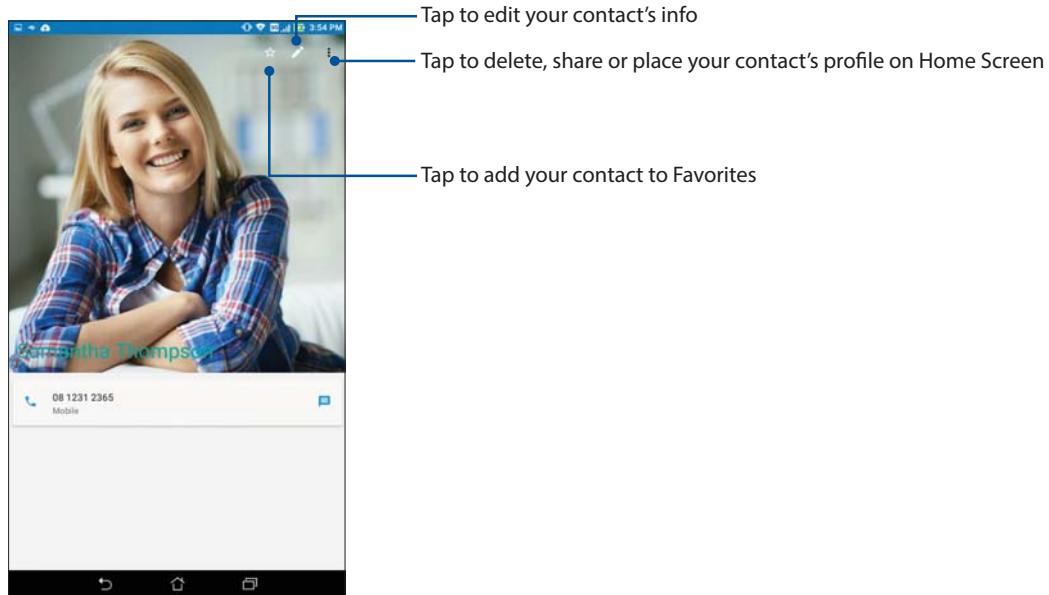 Tap to edit your contact's info
3:54 PM
Tap to delete, share or place your contact's profile on Home Screen
Tap to add your contact to Favorites
Samantha Thompson
08 1231 2365
Mobile